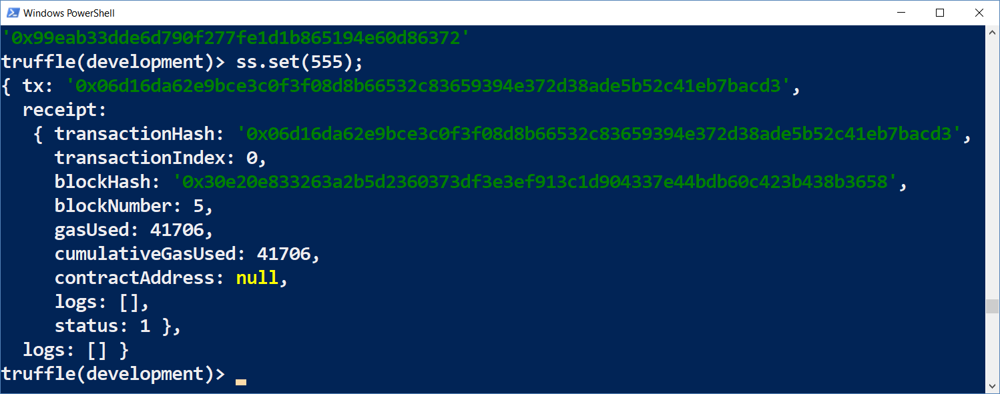 Windows PowerShell
'0x99eab33dde6d790f277fe1d1b865194e60d86372'
truffle(development)> ss.set(555);
{ tx: '0x06d16da62e9bce3c0f3f08d8b66532c83659394e372d38ade5b52c41eb7bacd3',
  receipt:
   { transactionHash: '0x06d16da62e9bce3c0f3f08d8b66532c83659394e372d38ade5b52c41eb7bacd3',
     transactionIndex: 0,
     blockHash: '0x30e20e833263a2b5d2360373df3e3ef913c1d904337e44bdb60c423b438b3658',
     blockNumber: 5,
     gasUsed: 41706,
     cumulativeGasUsed: 41706,
     contractAddress: null,
     logs: [],
     status: 1 },
  logs: [] }
truffle(development)>